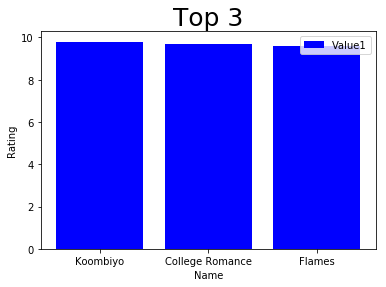 Top 3
Value1
10
8
6
4
2
0
Rating
Koombiyo
College Romance
Flames
Name